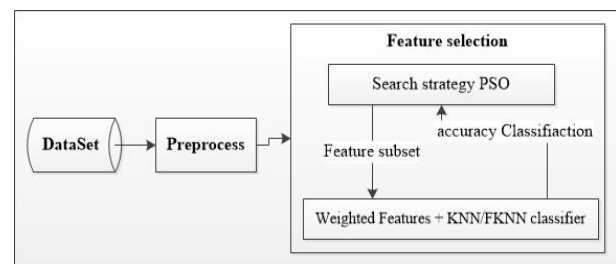 Feature selection
Search strategy PSO
DataSet
Preprocess
Feature subset
accuracy Classifiaction
Weighted Features + KNN/FKNN classifier